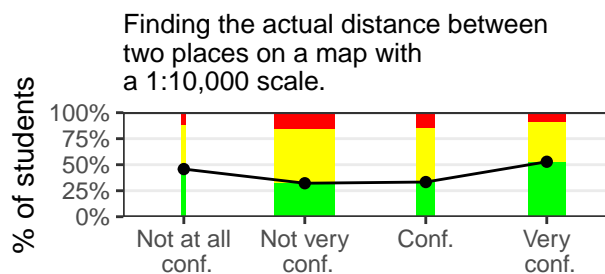 Finding the actual distance between
two places on a map with
a 1:10,000 scale.
% of students
100%
75%
50%
25%
0%
Not at all
conf.
Not very
conf.
Conf.
Very
conf.